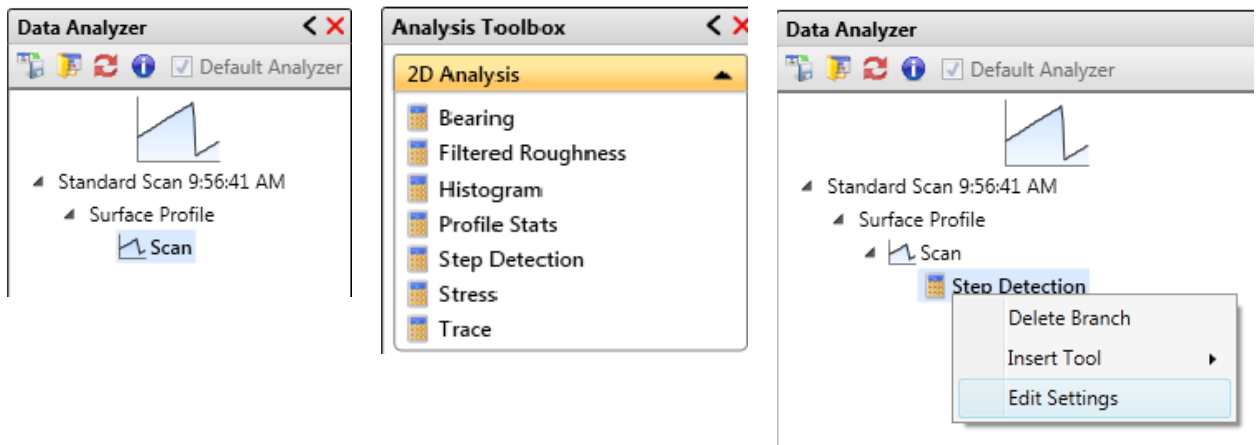 Data Analyzer
Default Analyzer
Standard Scan 9:56:41 AM
Surface Profile
Scan
Analysis Toolbox
2D Analysis
Bearing
Filtered Roughness
Histogram
Profile Stats
Step Detection
Stress
Trace
Data Analyzer
Default Analyzer
Standard Scan 9:56:41 AM
Surface Profile
Scan
Step Detection
Delete Branch
Insert Tool
Edit Settings